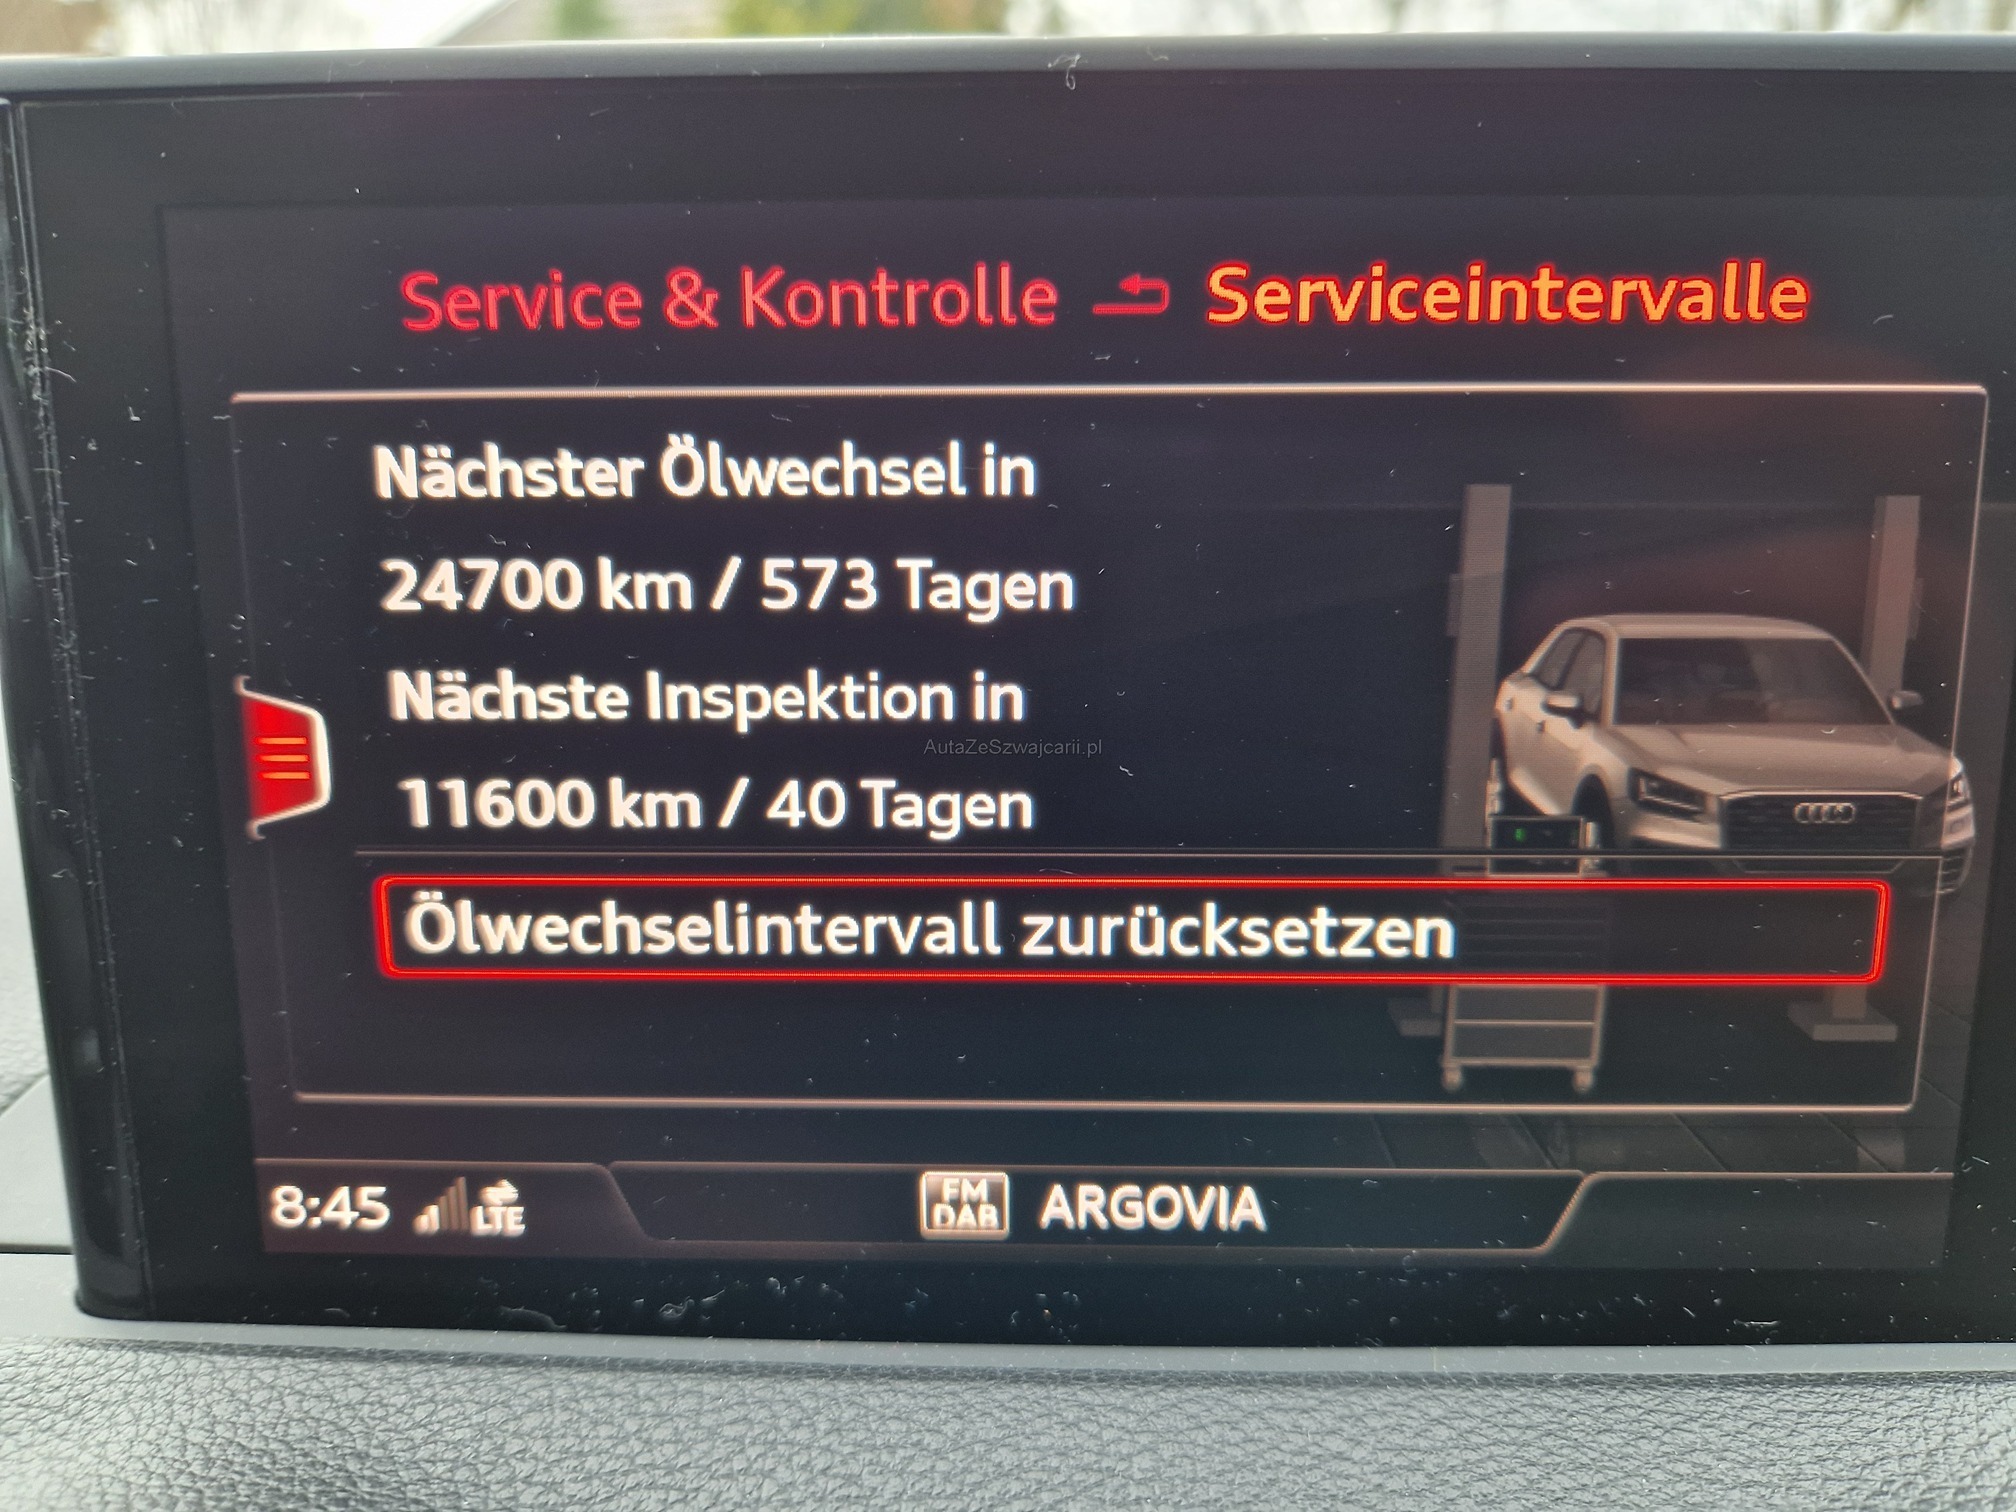 Service & Kontrolle Serviceintervalle
Nächster Ölwechsel in
24700 km / 573 Tagen
Nächste Inspektion in
AutaZeSzwajcarii.pl
11600 km / 40 Tagen
Ölwechselintervall zurücksetzen
8:45 LTE FM DAB ARGOVIA